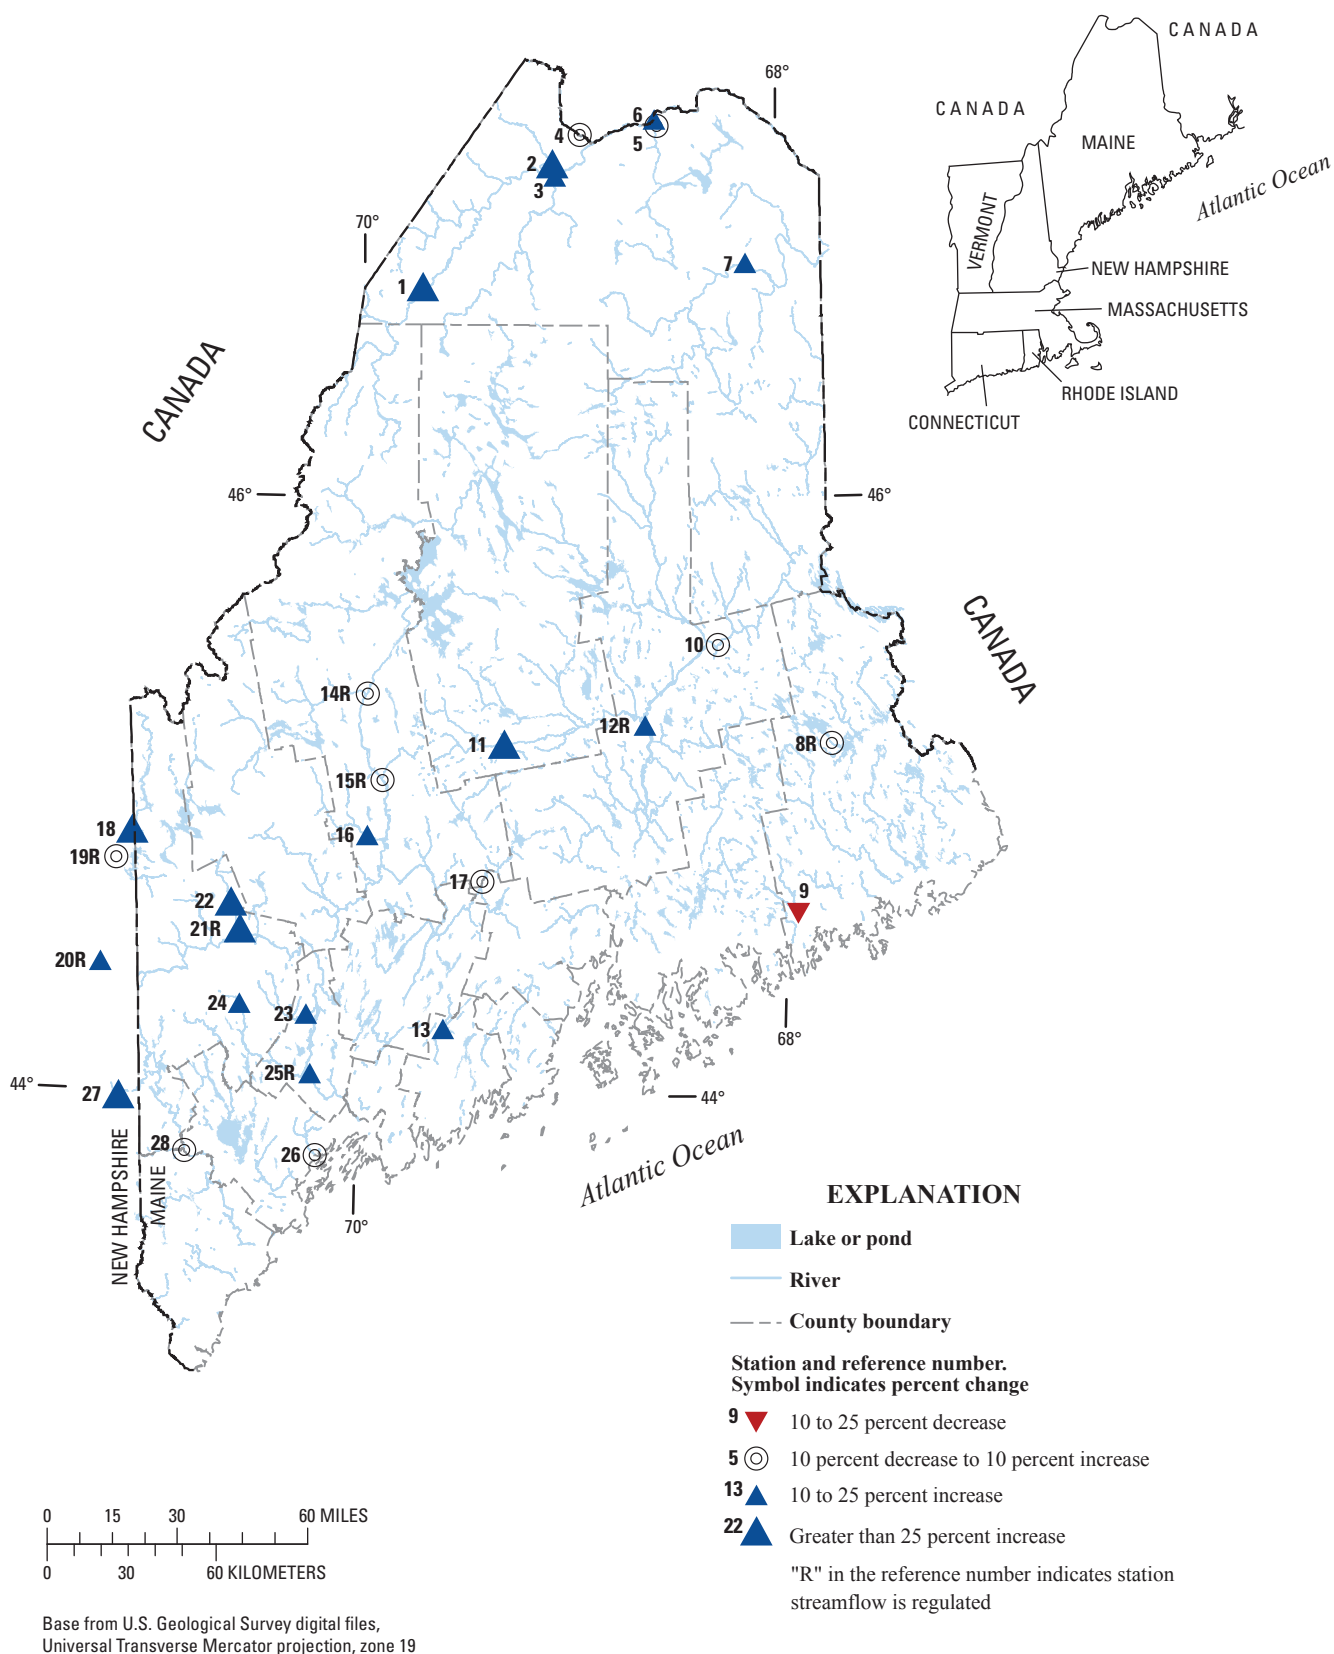 CANADA
CANADA
MAINE
VERMONT
Atlantic Ocean
NEW HAMPSHIRE
MASSACHUSETTS
RHODE ISLAND
CONNECTICUT
68°
6
5
4
2
3
70°
7
1
CANADA
46°
46°
CANADA
10
14R
12R
11
8R
15R
18
16
19R
17
9
22
21R
20R
24
23
13
68°
25R
44°
27
44°
28
26
NEW HAMPSHIRE
MAINE
Atlantic Ocean
70°
EXPLANATION
Lake or pond
River
County boundary
Station and reference number.
Symbol indicates percent change
9 10 to 25 percent decrease
5 10 percent decrease to 10 percent increase
13 10 to 25 percent increase
22 Greater than 25 percent increase
"R" in the reference number indicates station
streamflow is regulated
0 15 30 60 MILES
0 30 60 KILOMETERS
Base from U.S. Geological Survey digital files,
Universal Transverse Mercator projection, zone 19